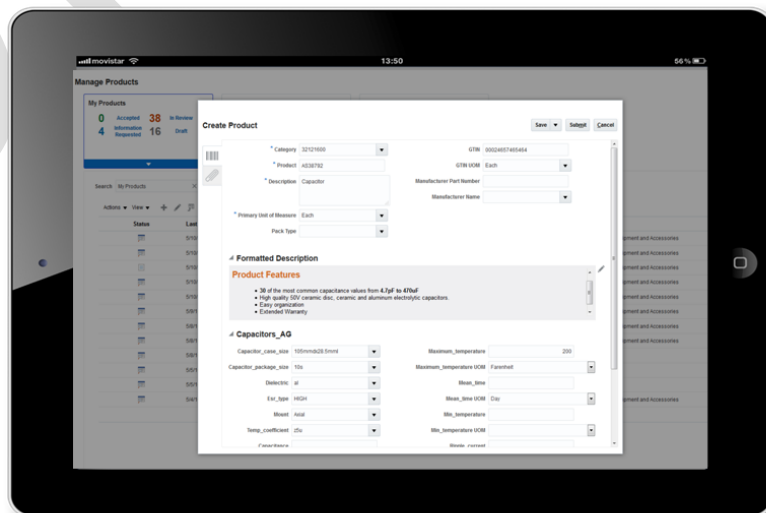 movistar 13:50 56%
Manage Products
My Products
0 Accepted 38 In Review
4 Information Requested 16 Draft
Search My Products
Actions View
Status Last
Create Product Save Submit Cancel
* Category 32121600 GTIN 00024657465464
* Product AS38792 GTIN UOM Each
* Description Capacitor Manufacturer Part Number
Manufacturer Name
* Primary Unit of Measure Each
Pack Type
Formatted Description
Product Features
38 of the most common capacitance values from 4.7pF to 470uF
High quality 50V ceramic disc, ceramic and aluminum electrolytic capacitors.
Easy organization
Extended Warranty
Capacitors_AG
Capacitor_case_size Maximum_temperature 200
Capacitor_package_size 10s Maximum_temperature UOM Farenheit
Dielectric al Mean_time
Esr_type HIGH Mean_time UOM Day
Mount Axial Min_temperature
Temp_coefficient z5u Min_temperature UOM
Capacitance Ripple_current